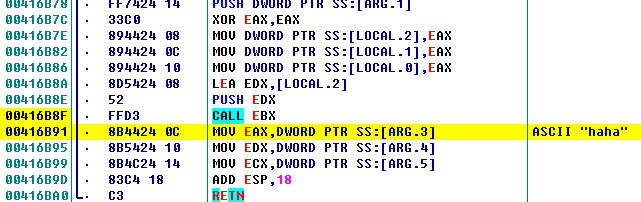 00416B78 · FF7424 14 PUSH DWORD PTR SS:[ARG.1]
00416B7C · 33C0 XOR EAX,EAX
00416B7E · 894424 08 MOV DWORD PTR SS:[LOCAL.2],EAX
00416B82 · 894424 0C MOV DWORD PTR SS:[LOCAL.1],EAX
00416B86 · 894424 10 MOV DWORD PTR SS:[LOCAL.0],EAX
00416B8A · 8D5424 08 LEA EDX,[LOCAL.2]
00416B8E · 52 PUSH EDX
00416B8F · FFD3 CALL EBX
00416B91 · 8B4424 0C MOV EAX,DWORD PTR SS:[ARG.3] ASCII "haha"
00416B95 · 8B5424 10 MOV EDX,DWORD PTR SS:[ARG.4]
00416B99 · 8B4C24 14 MOV ECX,DWORD PTR SS:[ARG.5]
00416B9D · 83C4 18 ADD ESP,18
00416BA0 · C3 RETN